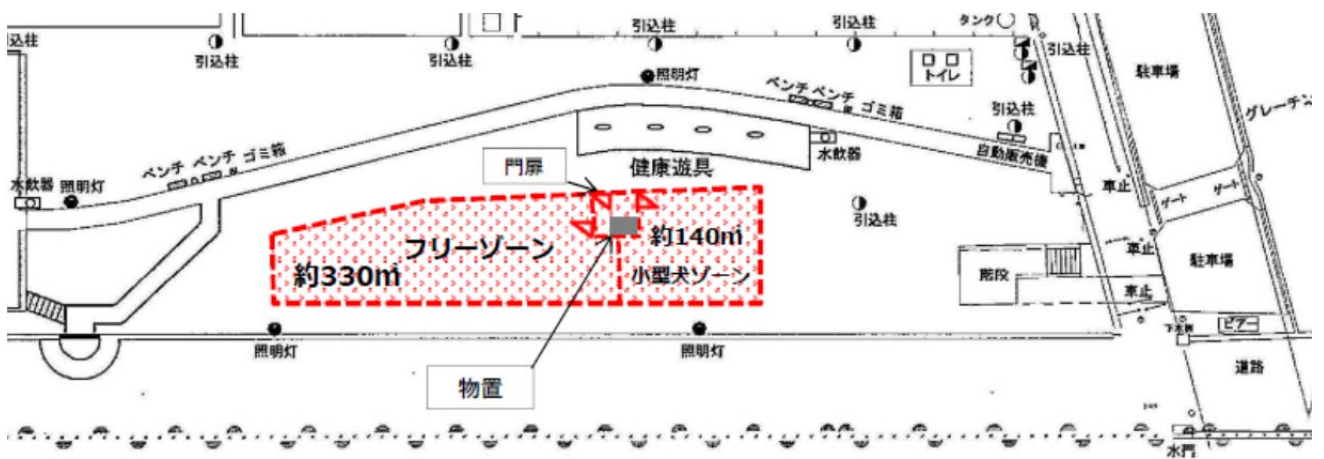 引込柱
タンク
込柱
引込柱
引込柱
引込柱
引込柱
引込柱
照明灯
トイレ
駐車場
ベンチ ベンチ ゴミ箱
引込柱
グレーチン
ベンチ ベンチ ゴミ箱
門扉
健康遊具
水飲器
自動販売機
水飲器
照明灯
車止
ゲート
ゲート
引込柱
フリーゾーン
約140㎡
約330㎡
小型犬ゾーン
階段
車止
駐車場
車止
照明灯
照明灯
下水桝
ピアー
物置
道路
水門